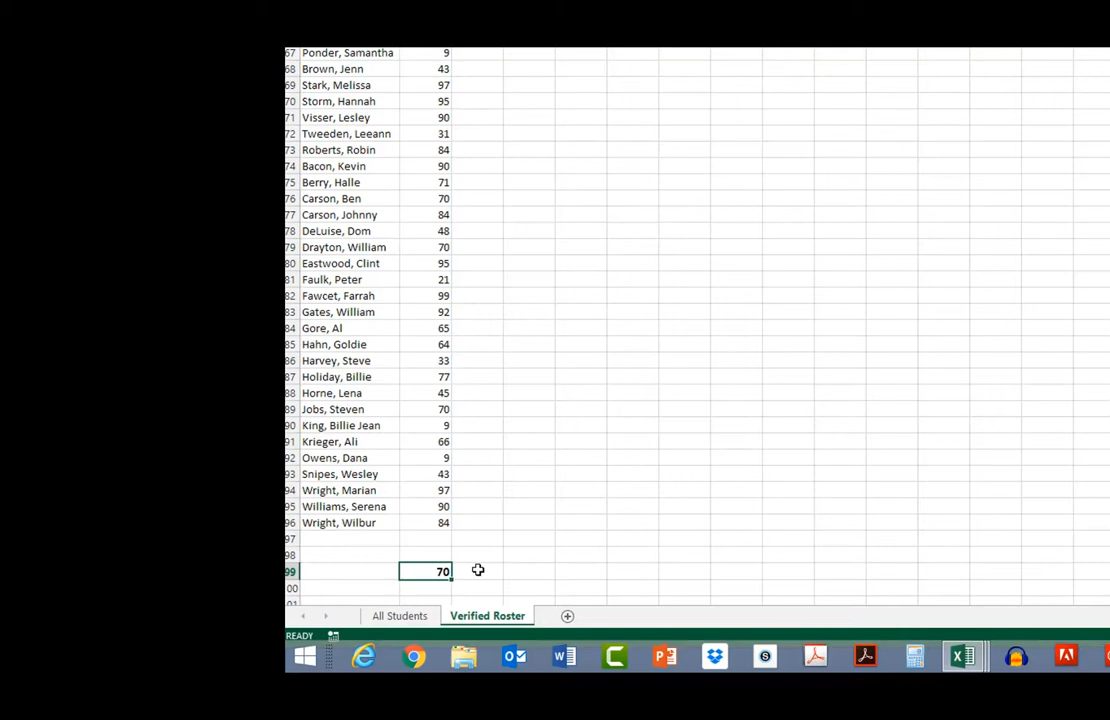 67 Ponder, Samantha 9
68 Brown, Jenn 43
69 Stark, Melissa 97
70 Storm, Hannah 95
71 Visser, Lesley 90
72 Tweeden, Leeann 31
73 Roberts, Robin 84
74 Bacon, Kevin 90
75 Berry, Halle 71
76 Carson, Ben 70
77 Carson, Johnny 84
78 DeLuise, Dom 48
79 Drayton, William 70
80 Eastwood, Clint 95
81 Faulk, Peter 21
82 Fawcet, Farrah 99
83 Gates, William 92
84 Gore, Al 65
85 Hahn, Goldie 64
86 Harvey, Steve 33
87 Holiday, Billie 77
88 Horne, Lena 45
89 Jobs, Steven 70
90 King, Billie Jean 9
91 Krieger, Ali 66
92 Owens, Dana 9
93 Snipes, Wesley 43
94 Wright, Marian 97
95 Williams, Serena 90
96 Wright, Wilbur 84
97
98
99 70
00
01
All Students Verified Roster
READY